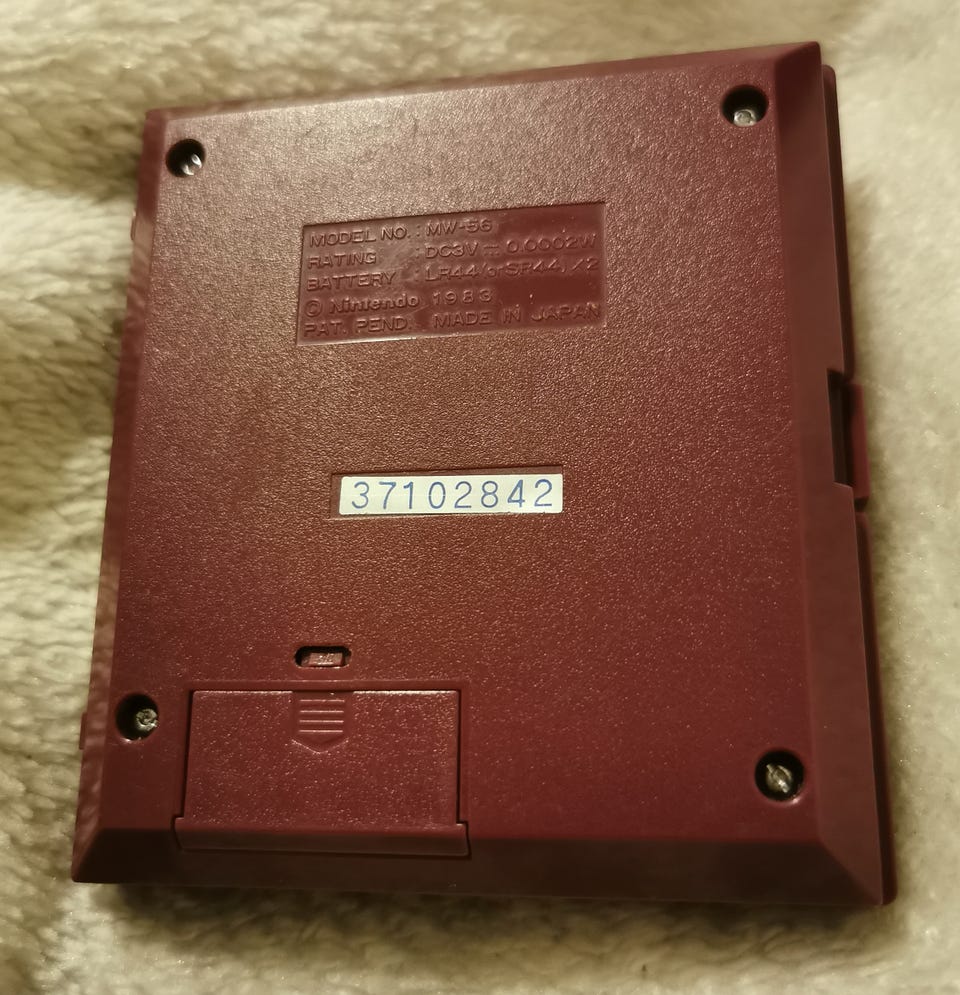 MODEL NO. : MW-56
RATING : DC3V ⎓ 0.0002W
BATTERY : LR44 (or SR44) X2
© Nintendo 1983
PAT. PEND. MADE IN JAPAN
37102842